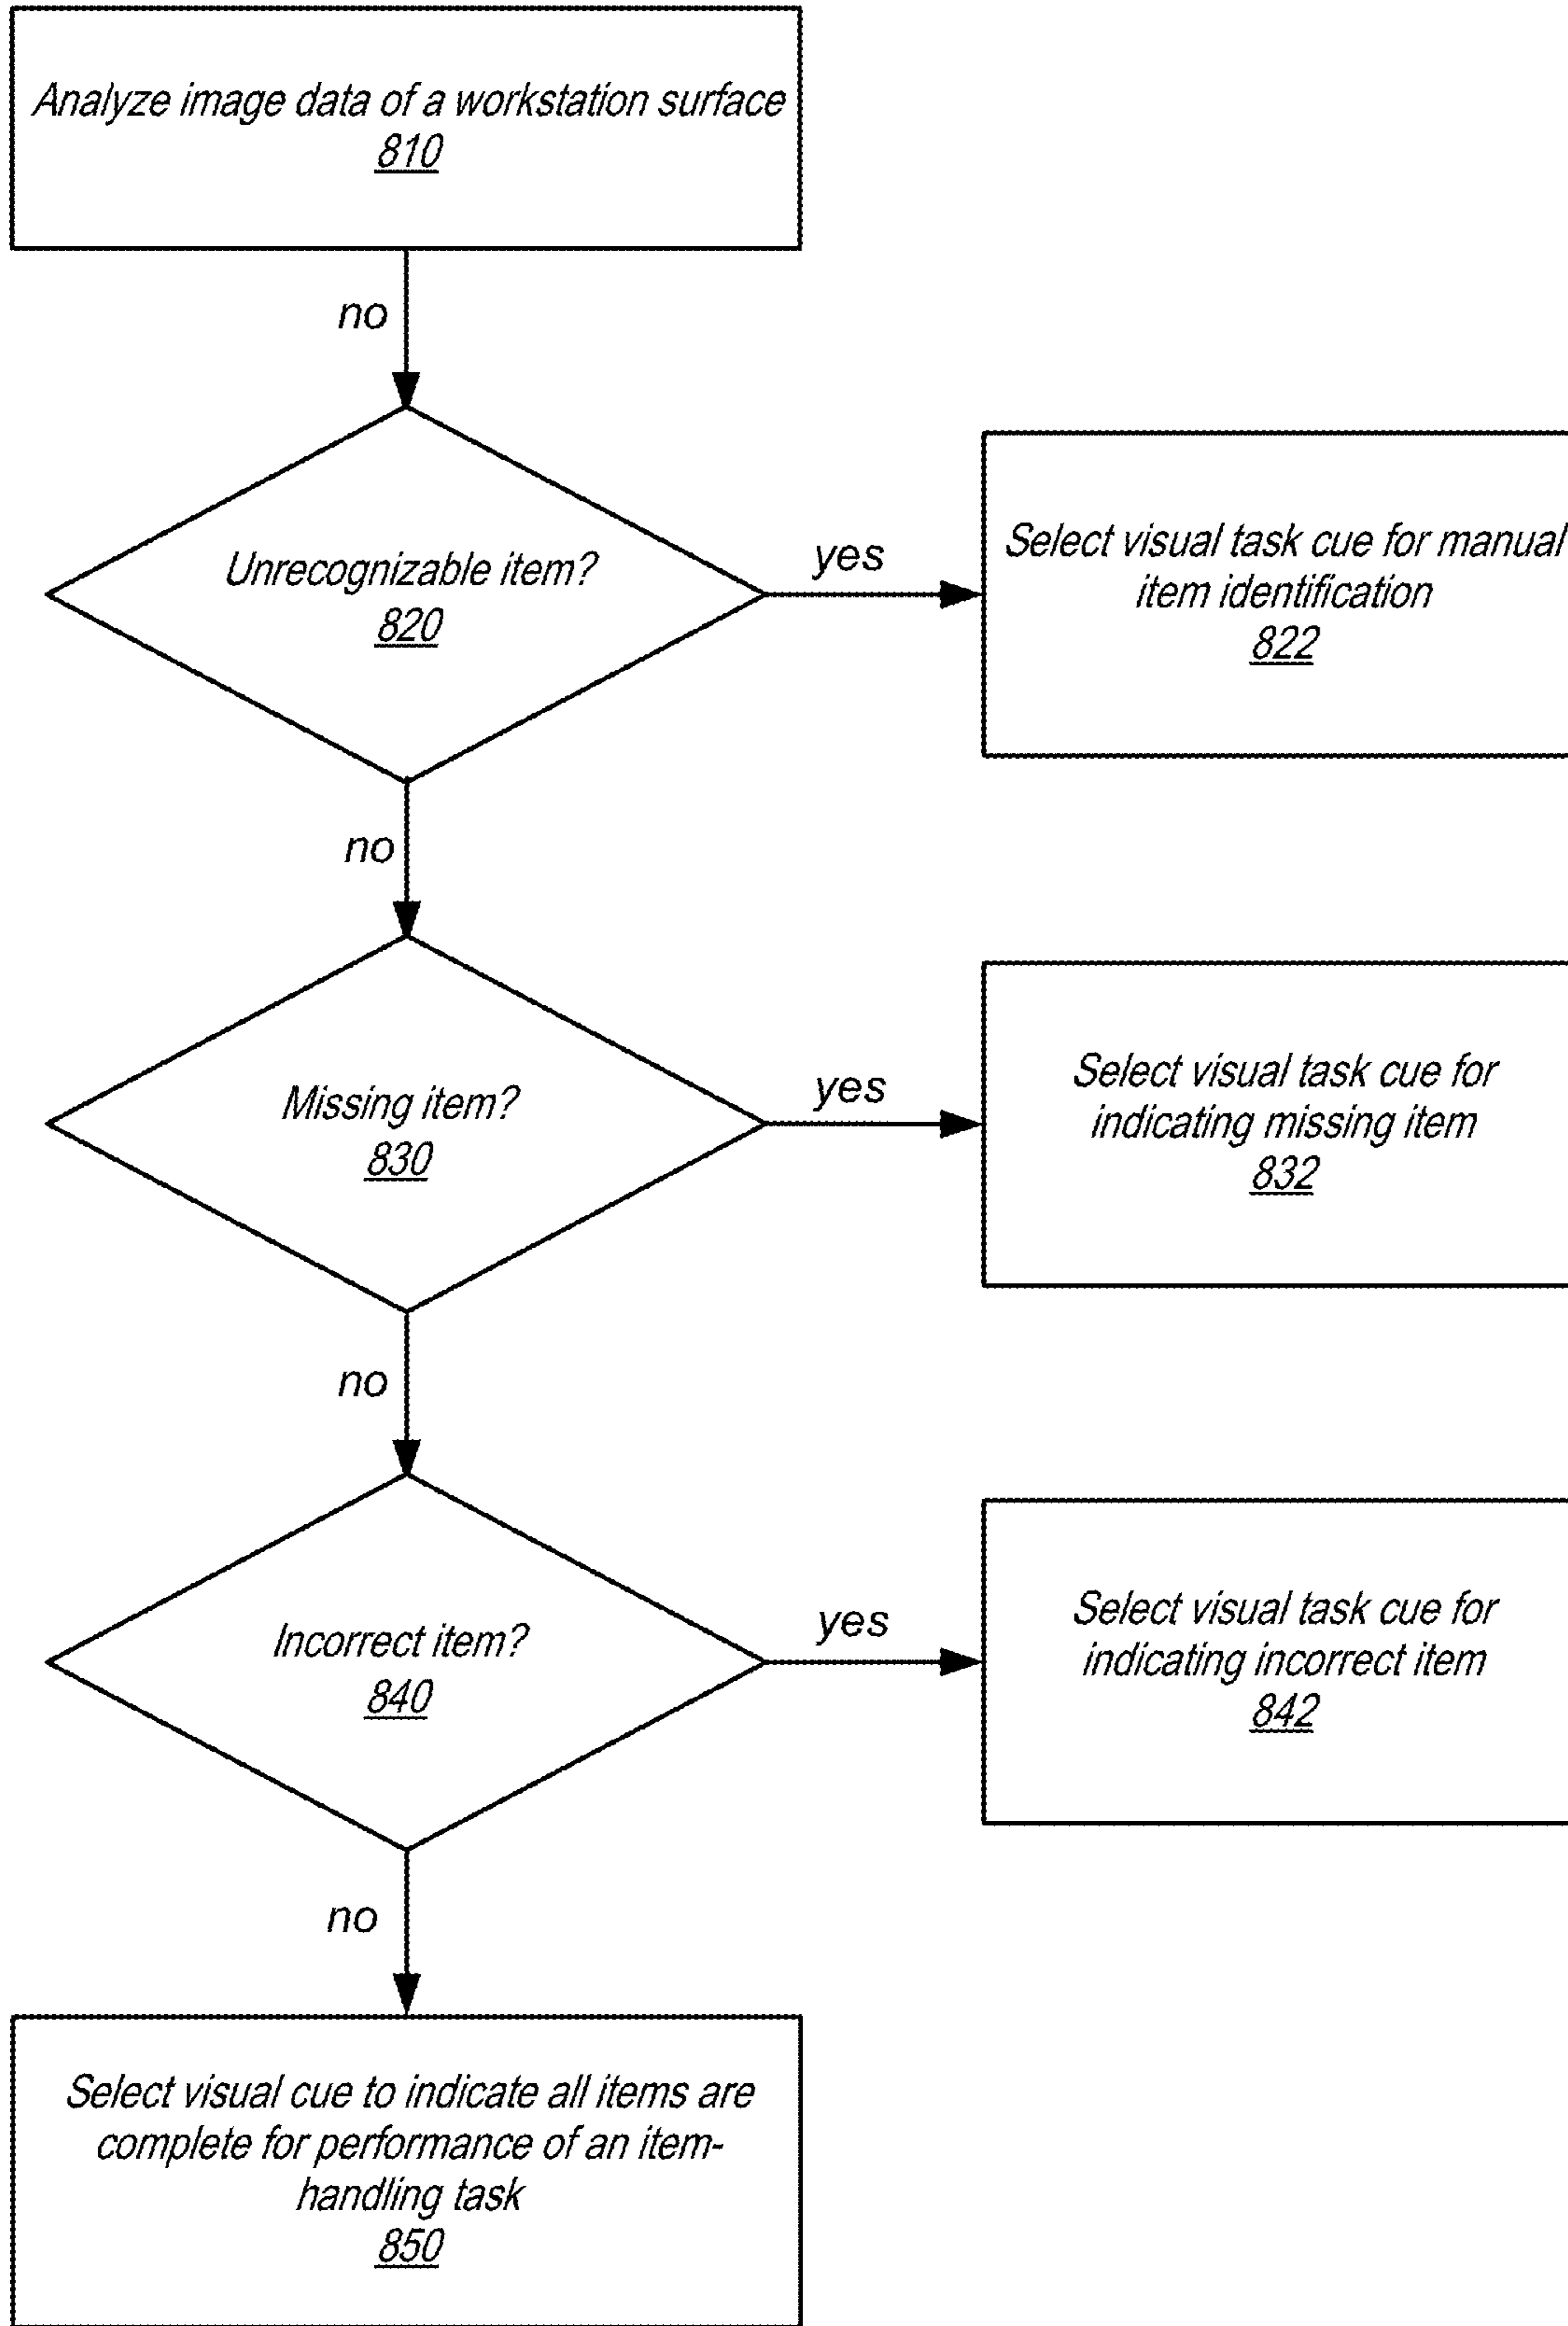 Analyze image data of a workstation surface
810
no
Unrecognizable item?
820
yes
Select visual task cue for manual
item identification
822
no
Missing item?
830
yes
Select visual task cue for
indicating missing item
832
no
Incorrect item?
840
yes
Select visual task cue for
indicating incorrect item
842
no
Select visual cue to indicate all items are
complete for performance of an item-
handling task
850